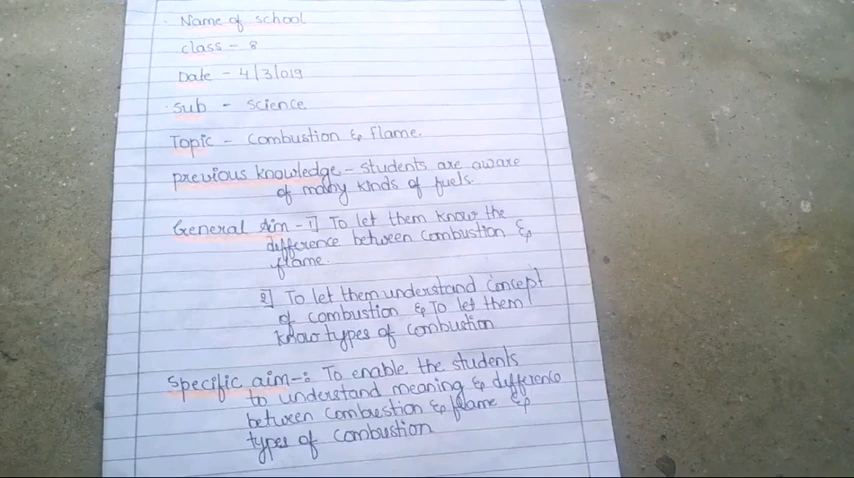 Name of school
class - 8
Date - 4/3/019
Sub - science
Topic - Combustion & flame.
previous knowledge - students are aware
of many kinds of fuels.
General Aim - 1] To let them know the
difference between combustion &
flame.
2] To let them understand concept
of combustion & To let them
know types of combustion
Specific aim -: To enable the students
to understand meaning & difference
between combustion & flame &
types of combustion